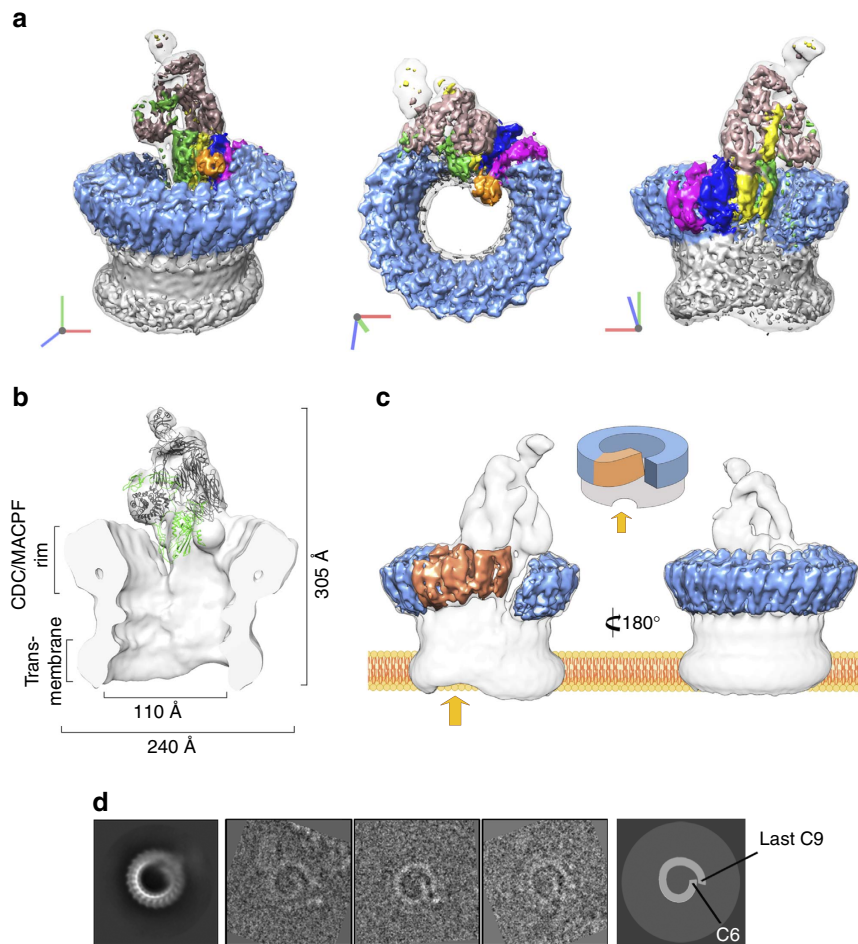 a
b
c
CDC/MACPF
rim
Trans-
membrane
305 Å
110 Å
240 Å
180°
d
Last C9
C6